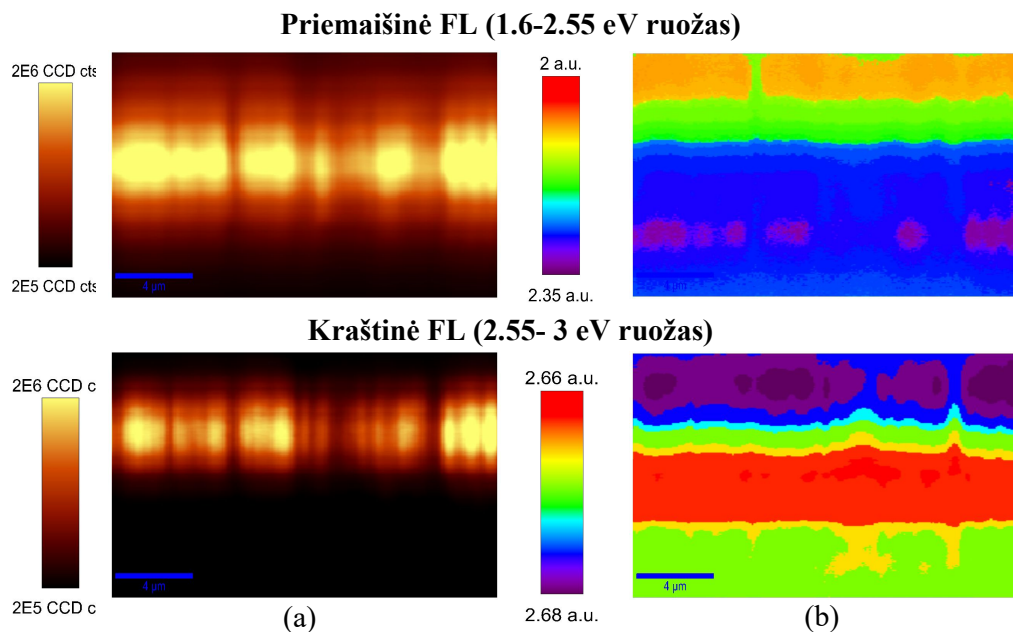 Priemaišinė FL (1.6-2.55 eV ruožas)
2E6 CCD cts
2 a.u.
4 µm
4 µm
2E5 CCD cts
2.35 a.u.
Kraštinė FL (2.55- 3 eV ruožas)
2E6 CCD c
2.66 a.u.
4 µm
4 µm
2E5 CCD c
2.68 a.u.
(a)
(b)